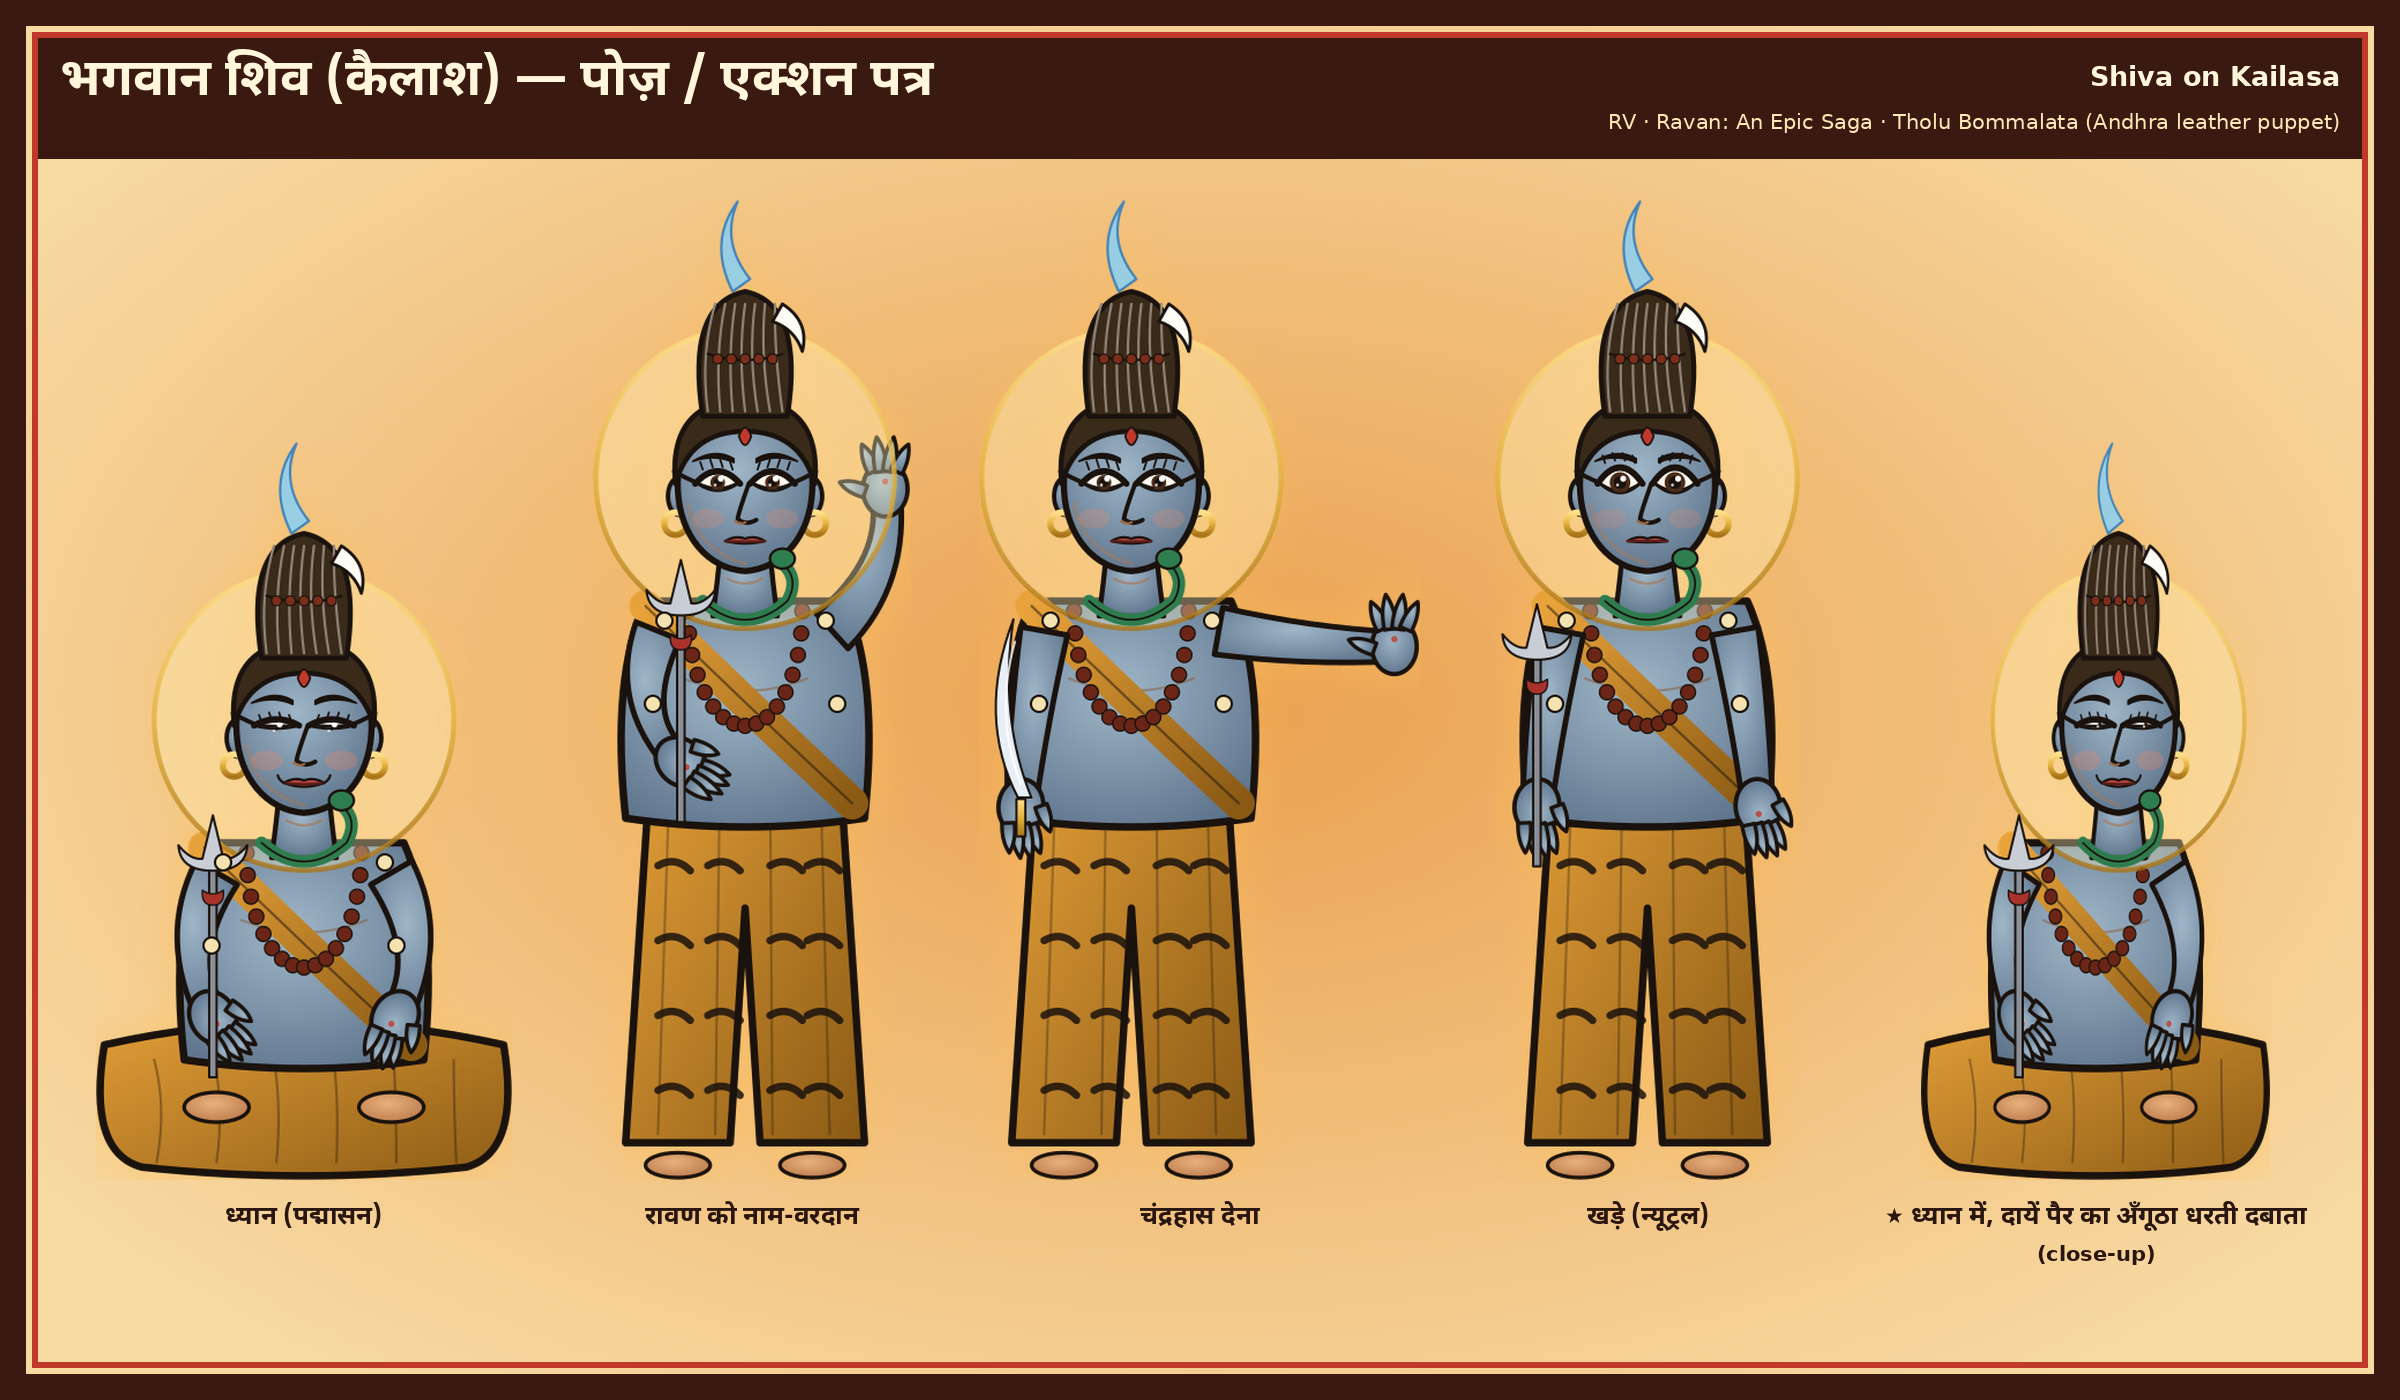 भगवान शिव (कैलाश) — पोज़ / एक्शन पत्र
Shiva on Kailasa
RV · Ravan: An Epic Saga · Tholu Bommalata (Andhra leather puppet)
ध्यान (पद्मासन)
रावण को नाम-वरदान
चंद्रहास देना
खड़े (न्यूट्रल)
★ ध्यान में, दायें पैर का अँगूठा धरती दबाता
(close-up)